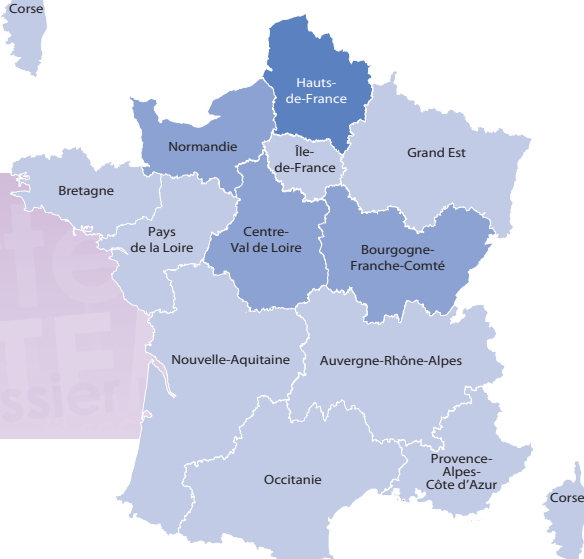 Corse
Hauts-
de-France
Normandie
Île-
de-France
Grand Est
Bretagne
Pays
de la Loire
Centre-
Val de Loire
Bourgogne-
Franche-Comté
Nouvelle-Aquitaine
Auvergne-Rhône-Alpes
Provence-
Alpes-
Côte d'Azur
Occitanie
Corse